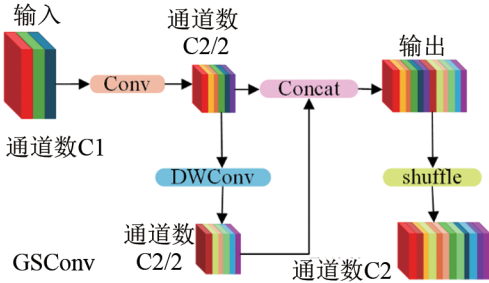 输入
通道数
C2/2
输出
Conv
Concat
通道数C1
DWConv
shuffle
通道数
C2/2
GSConv
通道数C2